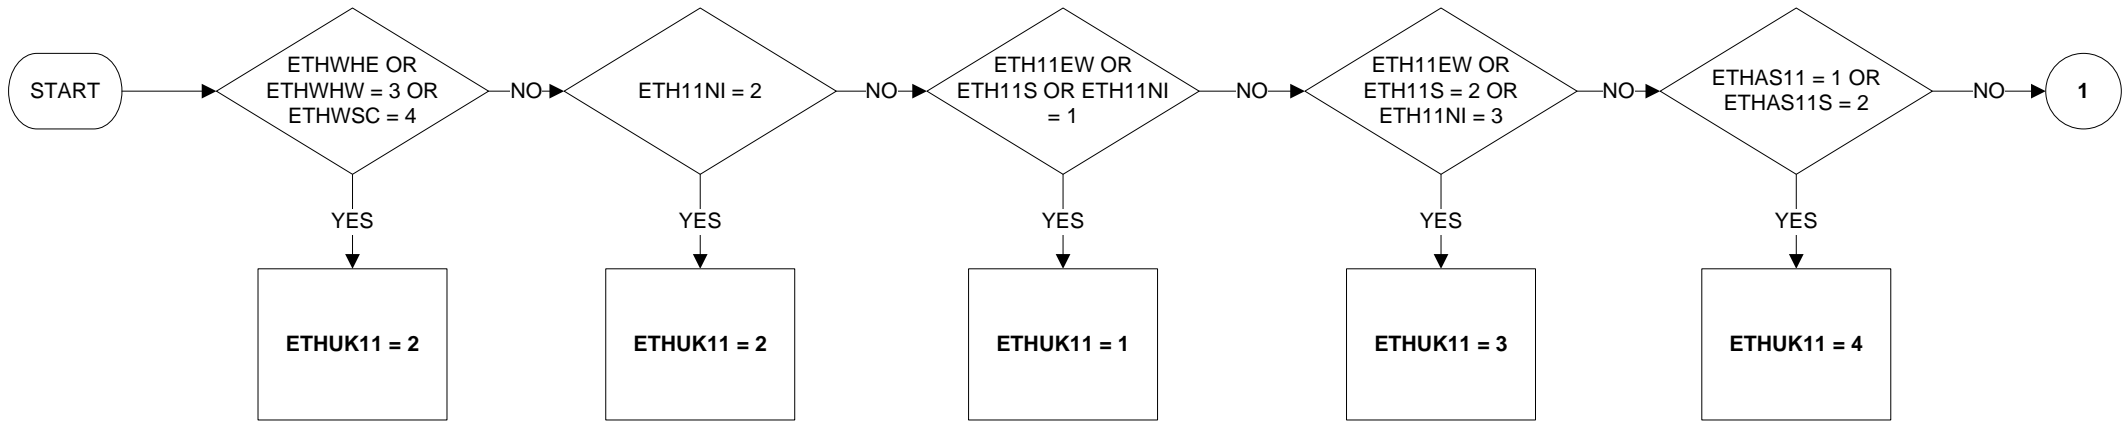 START
ETHWHE OR
ETHWHW = 3 OR
ETHWSC = 4
NO
ETH11NI = 2
NO
ETH11EW OR
ETH11S OR ETH11NI
= 1
NO
ETH11EW OR
ETH11S = 2 OR
ETH11NI = 3
NO
ETHAS11 = 1 OR
ETHAS11S = 2
NO
1
YES
YES
YES
YES
YES
ETHUK11 = 2
ETHUK11 = 2
ETHUK11 = 1
ETHUK11 = 3
ETHUK11 = 4